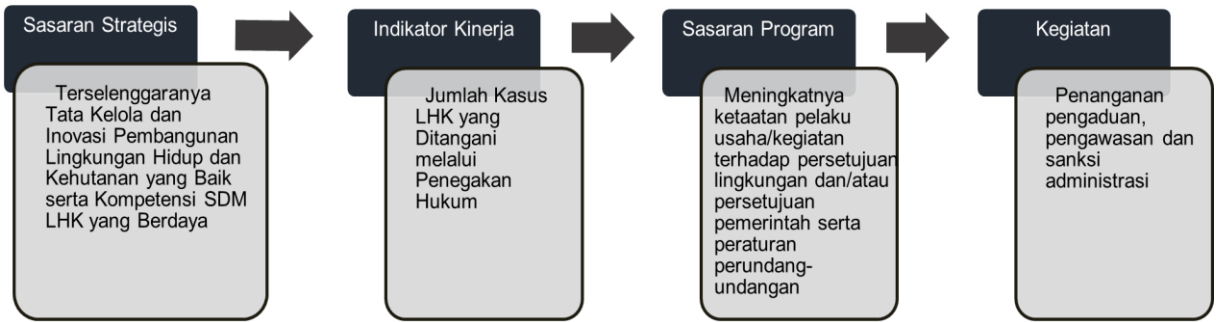 Sasaran Strategis
Terselenggaranya
Tata Kelola dan
Inovasi Pembangunan
Lingkungan Hidup dan
Kehutanan yang Baik
serta Kompetensi SDM
LHK yang Berdaya
Indikator Kinerja
Jumlah Kasus
LHK yang
Ditangani
melalui
Penegakan
Hukum
Sasaran Program
Meningkatnya
ketaatan pelaku
usaha/kegiatan
terhadap persetujuan
lingkungan dan/atau
persetujuan
pemerintah serta
peraturan
perundang-
undangan
Kegiatan
Penanganan
pengaduan,
pengawasan dan
sanksi
administrasi